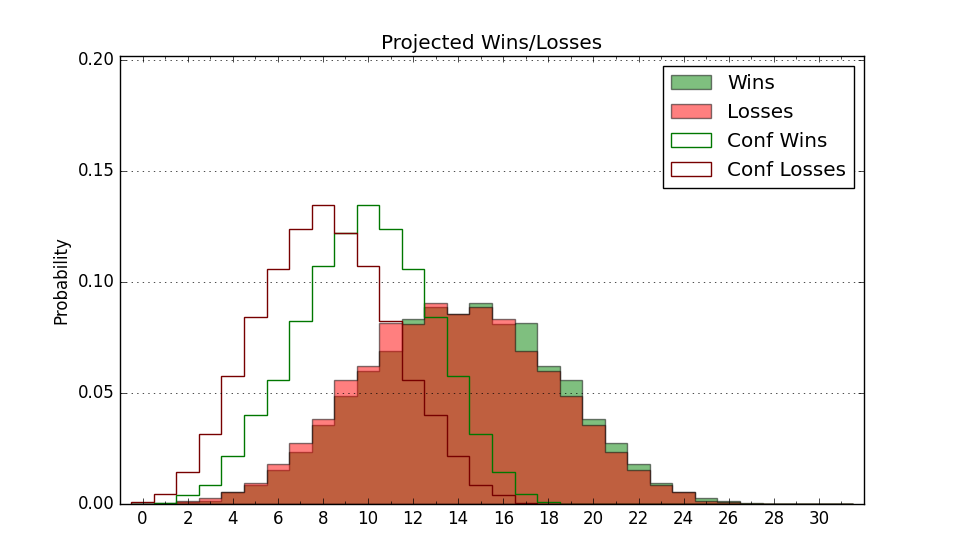 Projected Wins/Losses
0.20
0.15
0.10
0.05
0.00
Probability
Wins
Losses
Conf Wins
Conf Losses
0 2 4 6 8 10 12 14 16 18 20 22 24 26 28 30